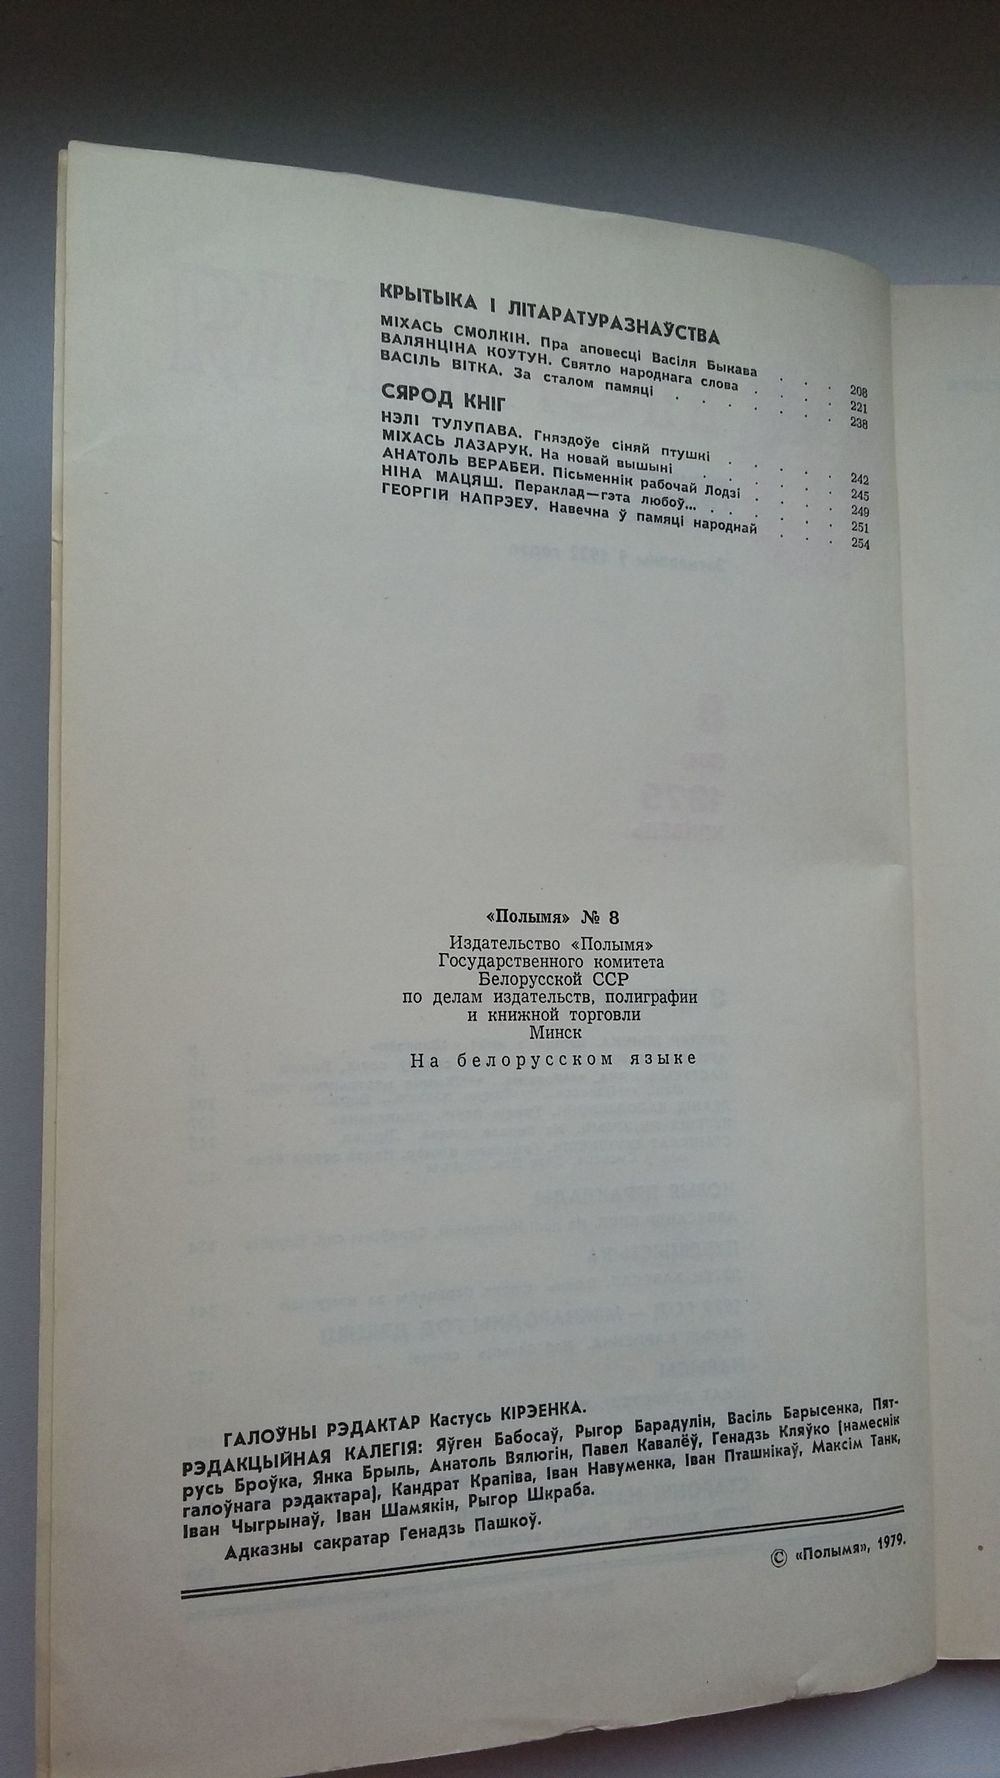 КРЫТЫКА І ЛІТАРАТУРАЗНАЎСТВА
МІХАСЬ СМОЛКІН. Пра аповесці Васіля Быкава . . . 208
ВАЛЯНЦІНА КОУТУН. Святло народнага слова . . . . 221
ВАСІЛЬ ВІТКА. За сталом памяці . . . . . . . 238
СЯРОД КНІГ
НЭЛІ ТУЛУПАВА. Гняздоўе сіняй птушкі . . . . . 242
МІХАСЬ ЛАЗАРУК. На новай вышыні . . . . . . 245
АНАТОЛЬ ВЕРАБЕЙ. Пісьменнік рабочай Лодзі . . . . 249
НІНА МАЦЯШ. Пераклад—гэта любоў... . . . . . . 251
ГЕОРГІЙ НАПРЭЕУ. Навечна ў памяці народнай . . . 254
«Полымя» № 8
Издательство «Полымя»
Государственного комитета
Белорусской ССР
по делам издательств, полиграфии
и книжной торговли
Минск
На белорусском языке
ГАЛОЎНЫ РЭДАКТАР Кастусь КІРЭЕНКА.
РЭДАКЦЫЙНАЯ КАЛЕГІЯ: Яўген Бабосаў, Рыгор Барадулін, Васіль Барысенка, Пят-
русь Броўка, Янка Брыль, Анатоль Вялюгін, Павел Кавалёў, Генадзь Кляўко (намеснік
галоўнага рэдактара), Кандрат Крапіва, Іван Навуменка, Іван Пташнікаў, Максім Танк,
Іван Чыгрынаў, Іван Шамякін, Рыгор Шкраба.
Адказны сакратар Генадзь Пашкоў.
© «Полымя», 1979.